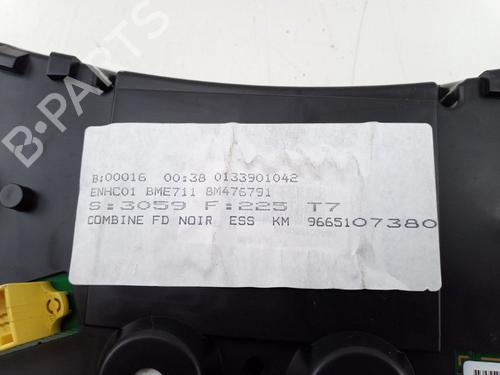 B-PARTS
B:00016 00:38 0133901042
ENHC01 BME711 8M476791
S:3059 F:225 T7
COMBINE FD NOIR ESS KM 9665107380